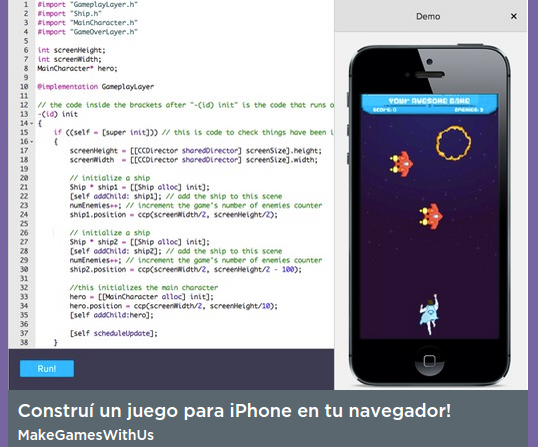 1 #import "GameplayLayer.h"
2 #import "Ship.h"
3 #import "MainCharacter.h"
4 #import "GameOverLayer.h"
5
6 int screenHeight;
7 int screenWidth;
8 MainCharacter* hero;
9
10 @implementation GameplayLayer
11
12 // the code inside the brackets after "-(id) init" is the code that runs o
13 -(id) init
14 {
15 if ((self = [super init])) // this is code to check things have been i
16 {
17 screenHeight = [[CCDirector sharedDirector] screenSize].height;
18 screenWidth = [[CCDirector sharedDirector] screenSize].width;
19
20 // initialize a ship
21 Ship * ship1 = [[Ship alloc] init];
22 [self addChild: ship1]; // add the ship to this scene
23 numEnemies++; // increment the game's number of enemies counter
24 ship1.position = ccp(screenWidth/2, screenHeight/2);
25
26 // initialize a ship
27 Ship * ship2 = [[Ship alloc] init];
28 [self addChild: ship2]; // add the ship to this scene
29 numEnemies++; // increment the game's number of enemies counter
30 ship2.position = ccp(screenWidth/2, screenHeight/2 - 100);
31
32 //this initializes the main character
33 hero = [[MainCharacter alloc] init];
34 hero.position = ccp(screenWidth/2, screenHeight/10);
35 [self addChild:hero];
36
37 [self scheduleUpdate];
38 }
Run!
Demo ×
YOUR AWESOME GAME
SCORE: 0 ENEMIES: 3
Construí un juego para iPhone en tu navegador!
MakeGamesWithUs